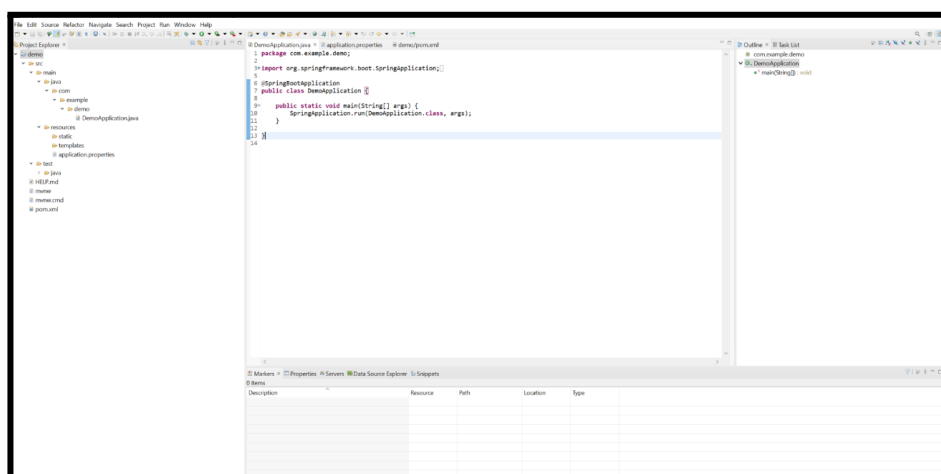 File Edit Source Refactor Navigate Search Project Run Window Help
Project Explorer ×
demo
src
main
java
com
example
demo
DemoApplication.java
resources
static
templates
application.properties
test
java
HELP.md
mvnw
mvnw.cmd
pom.xml
DemoApplication.java × application.properties demo/pom.xml
1 package com.example.demo;
2
3 import org.springframework.boot.SpringApplication;
5
6 @SpringBootApplication
7 public class DemoApplication {
8
9 public static void main(String[] args) {
10 SpringApplication.run(DemoApplication.class, args);
11 }
12
13 }
14
Outline × Task List
com.example.demo
DemoApplication
main(String[]) : void
Markers × Properties Servers Data Source Explorer Snippets
0 items
Description Resource Path Location Type